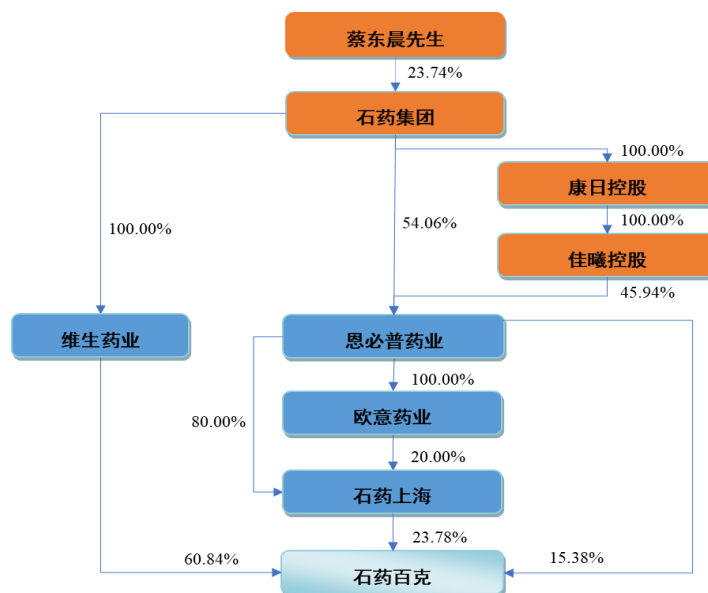 蔡东晨先生
23.74%
石药集团
100.00%
康日控股
100.00%
54.06%
100.00%
佳曦控股
45.94%
维生药业
恩必普药业
100.00%
80.00%
欧意药业
20.00%
石药上海
23.78%
60.84%
15.38%
石药百克